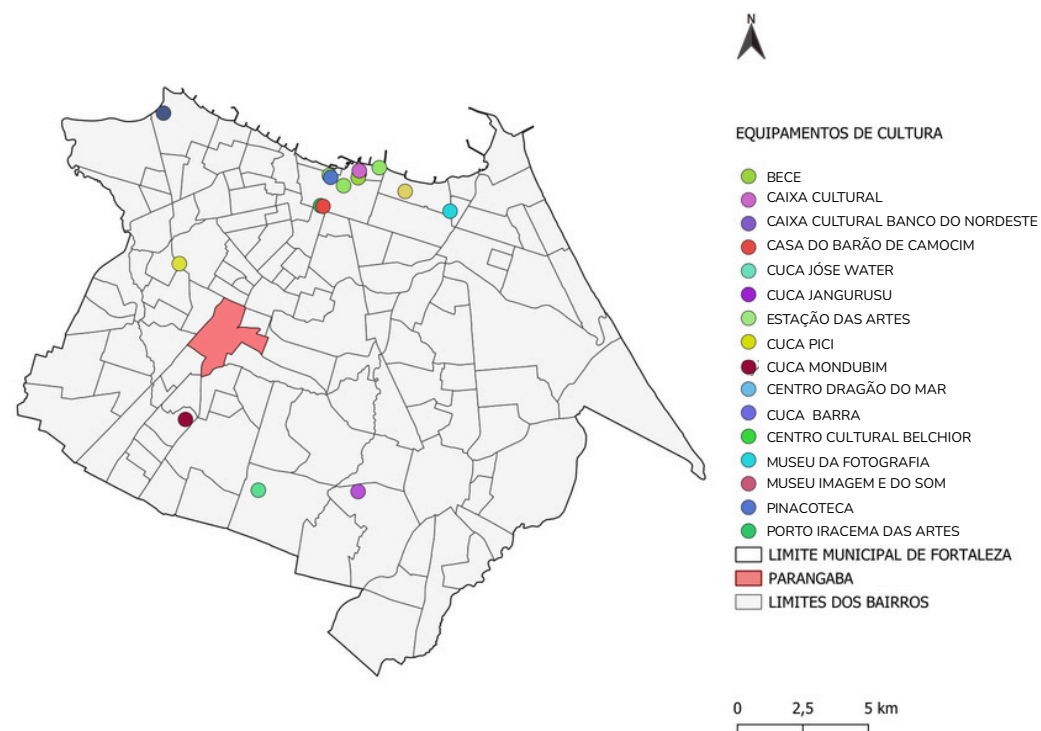 N
EQUIPAMENTOS DE CULTURA
BECE
CAIXA CULTURAL
CAIXA CULTURAL BANCO DO NORDESTE
CASA DO BARÃO DE CAMOCIM
CUCA JÓSE WATER
CUCA JANGURUSU
ESTAÇÃO DAS ARTES
CUCA PICI
CUCA MONDUBIM
CENTRO DRAGÃO DO MAR
CUCA BARRA
CENTRO CULTURAL BELCHIOR
MUSEU DA FOTOGRAFIA
MUSEU IMAGEM E DO SOM
PINACOTECA
PORTO IRACEMA DAS ARTES
LIMITE MUNICIPAL DE FORTALEZA
PARANGABA
LIMITES DOS BAIRROS
0 2,5 5 km